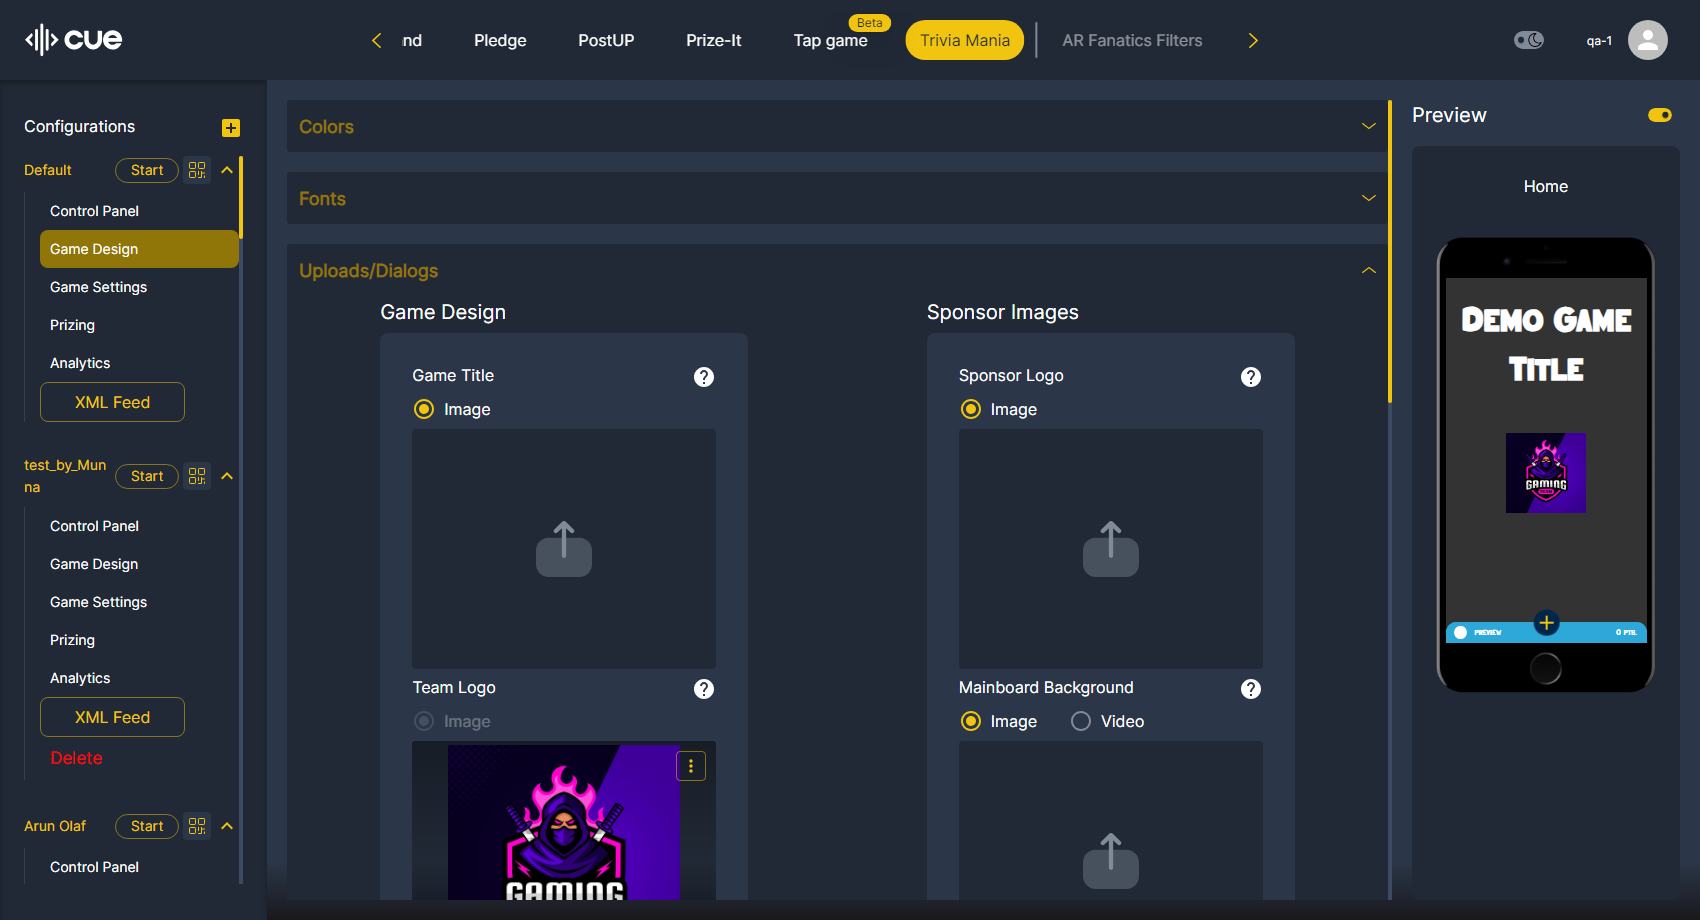 cue
nd
Pledge
PostUP
Prize-It
Tap game
Beta
Trivia Mania
AR Fanatics Filters
qa-1
Configurations
Default
Start
Control Panel
Game Design
Game Settings
Prizing
Analytics
XML Feed
test_by_Mun
na
Start
Control Panel
Game Design
Game Settings
Prizing
Analytics
XML Feed
Delete
Arun Olaf
Start
Control Panel
Colors
Fonts
Uploads/Dialogs
Game Design
Game Title
Image
Team Logo
Image
GAMING
Sponsor Images
Sponsor Logo
Image
Mainboard Background
Image
Video
Preview
Home
Demo Game
Title
GAMING
PREVIEW
0 PTS.